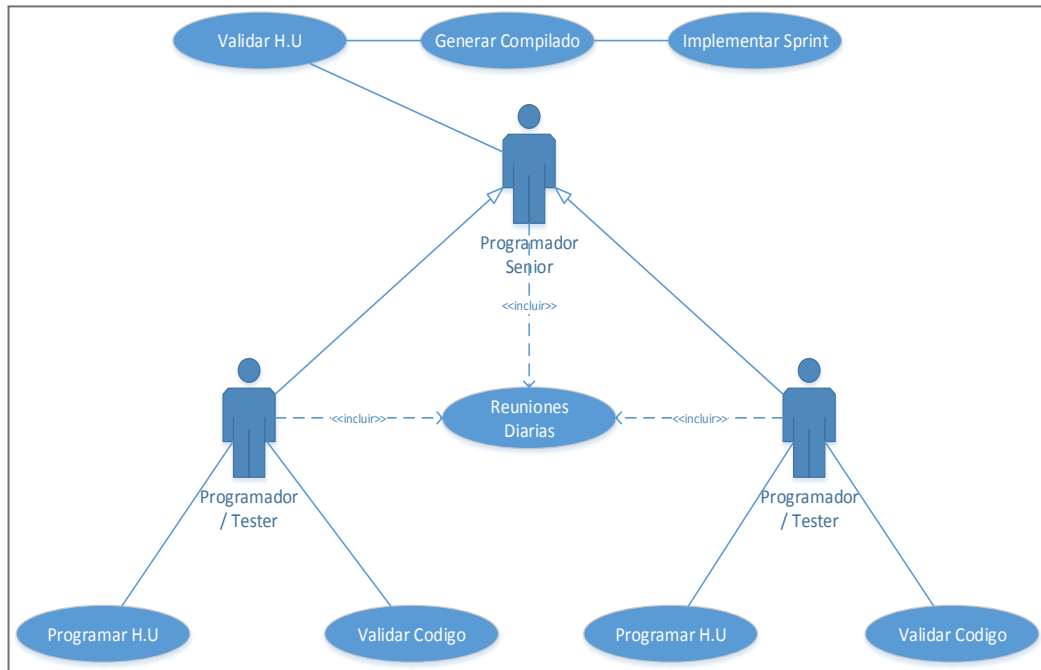 Validar H.U
Generar Compilado
Implementar Sprint
Programador
Senior
<<incluir>>
Reuniones
Diarias
<<incluir>>
<<incluir>>
Programador
/ Tester
Programador
/ Tester
Programar H.U
Validar Codigo
Programar H.U
Validar Codigo